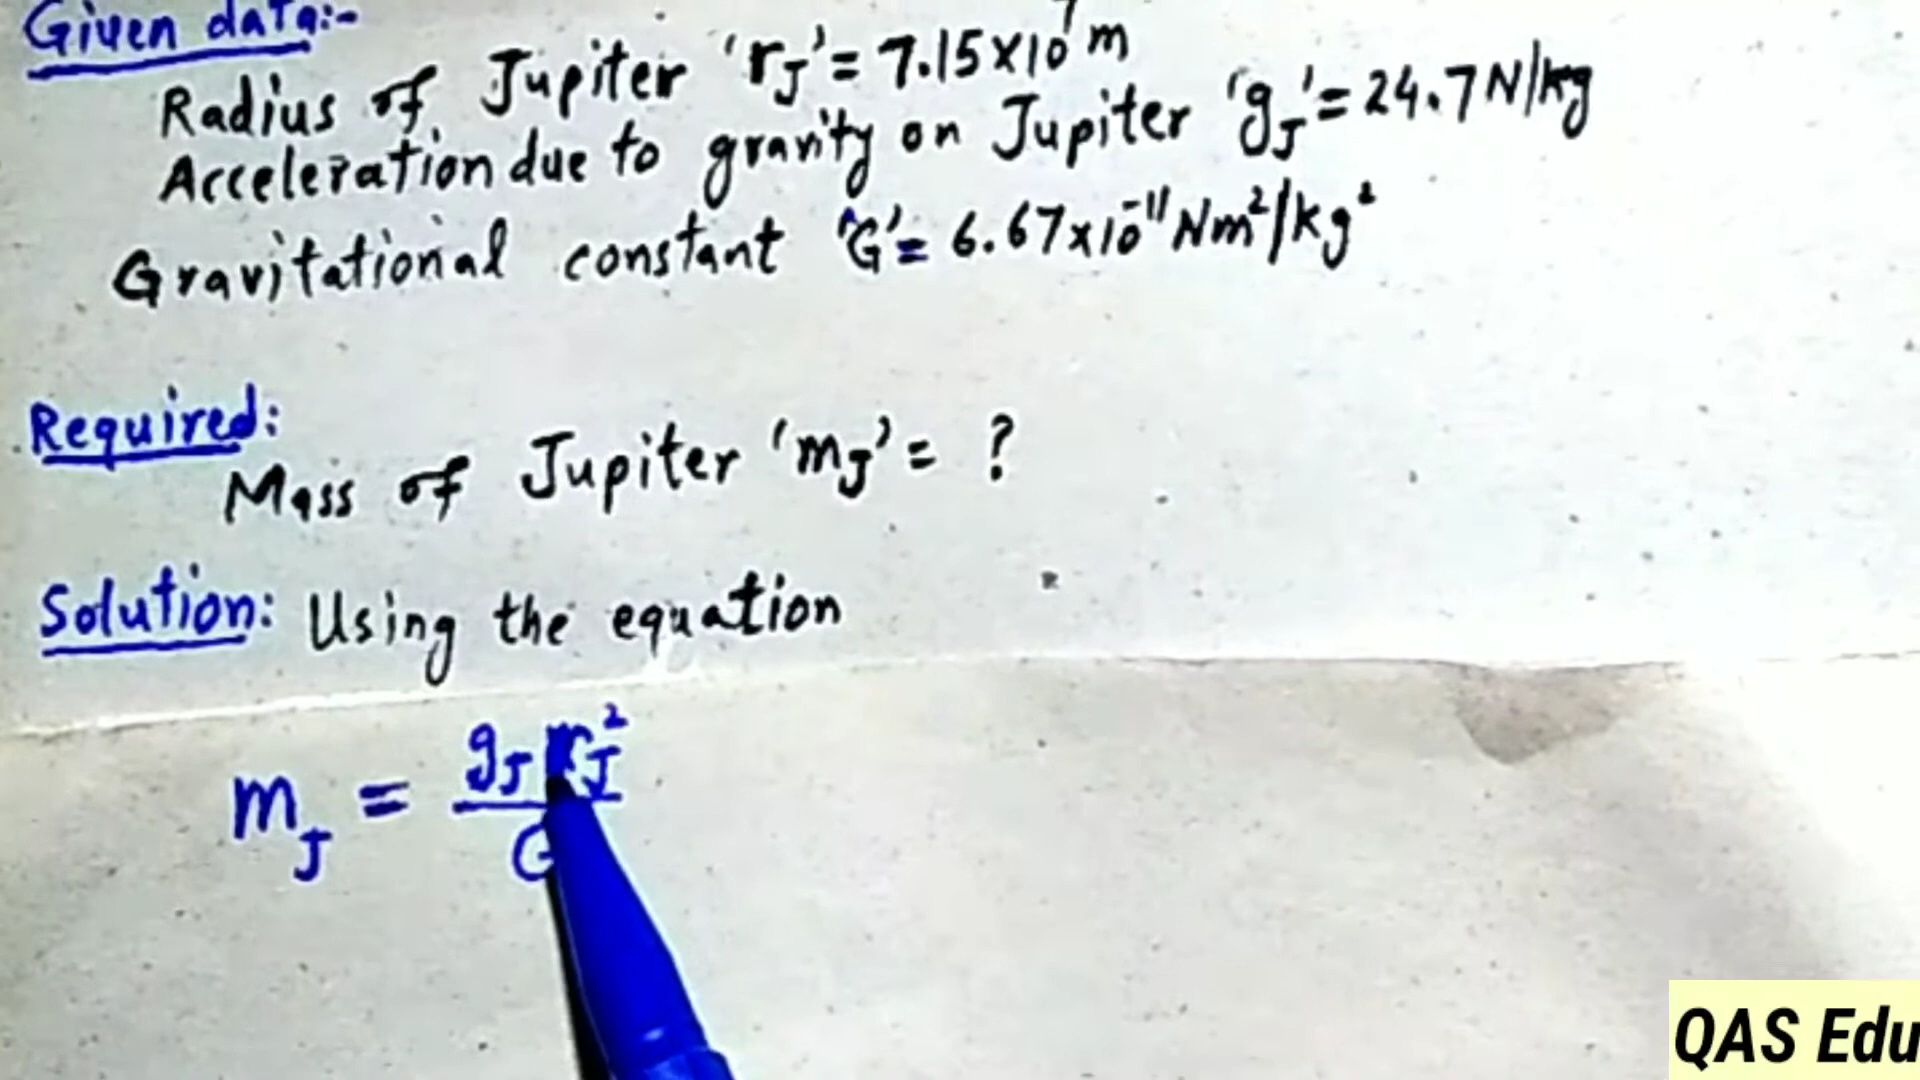 Given data:-
Radius of Jupiter 'rJ' = 7.15×10⁷ m
Acceleration due to gravity on Jupiter 'gJ' = 24.7 N/kg
Gravitational constant 'G' = 6.67×10⁻¹¹ Nm²/kg²
Required:
Mass of Jupiter 'mJ' = ?
Solution: Using the equation
mJ = gJ rJ² / G
QAS Edu